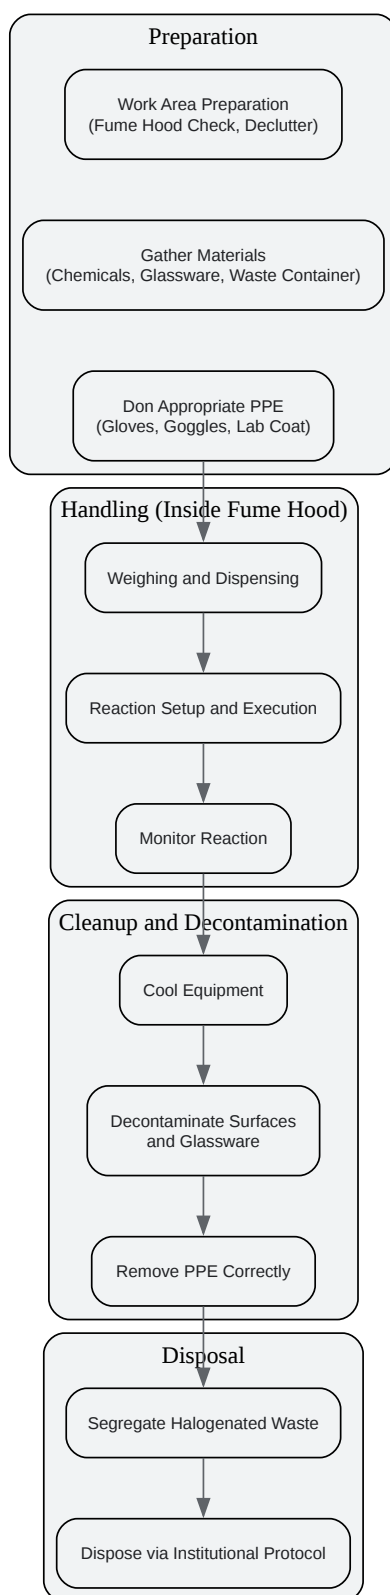 Preparation
Work Area Preparation
(Fume Hood Check, Declutter)
Gather Materials
(Chemicals, Glassware, Waste Container)
Don Appropriate PPE
(Gloves, Goggles, Lab Coat)
Handling (Inside Fume Hood)
Weighing and Dispensing
Reaction Setup and Execution
Monitor Reaction
Cleanup and Decontamination
Cool Equipment
Decontaminate Surfaces
and Glassware
Remove PPE Correctly
Disposal
Segregate Halogenated Waste
Dispose via Institutional Protocol